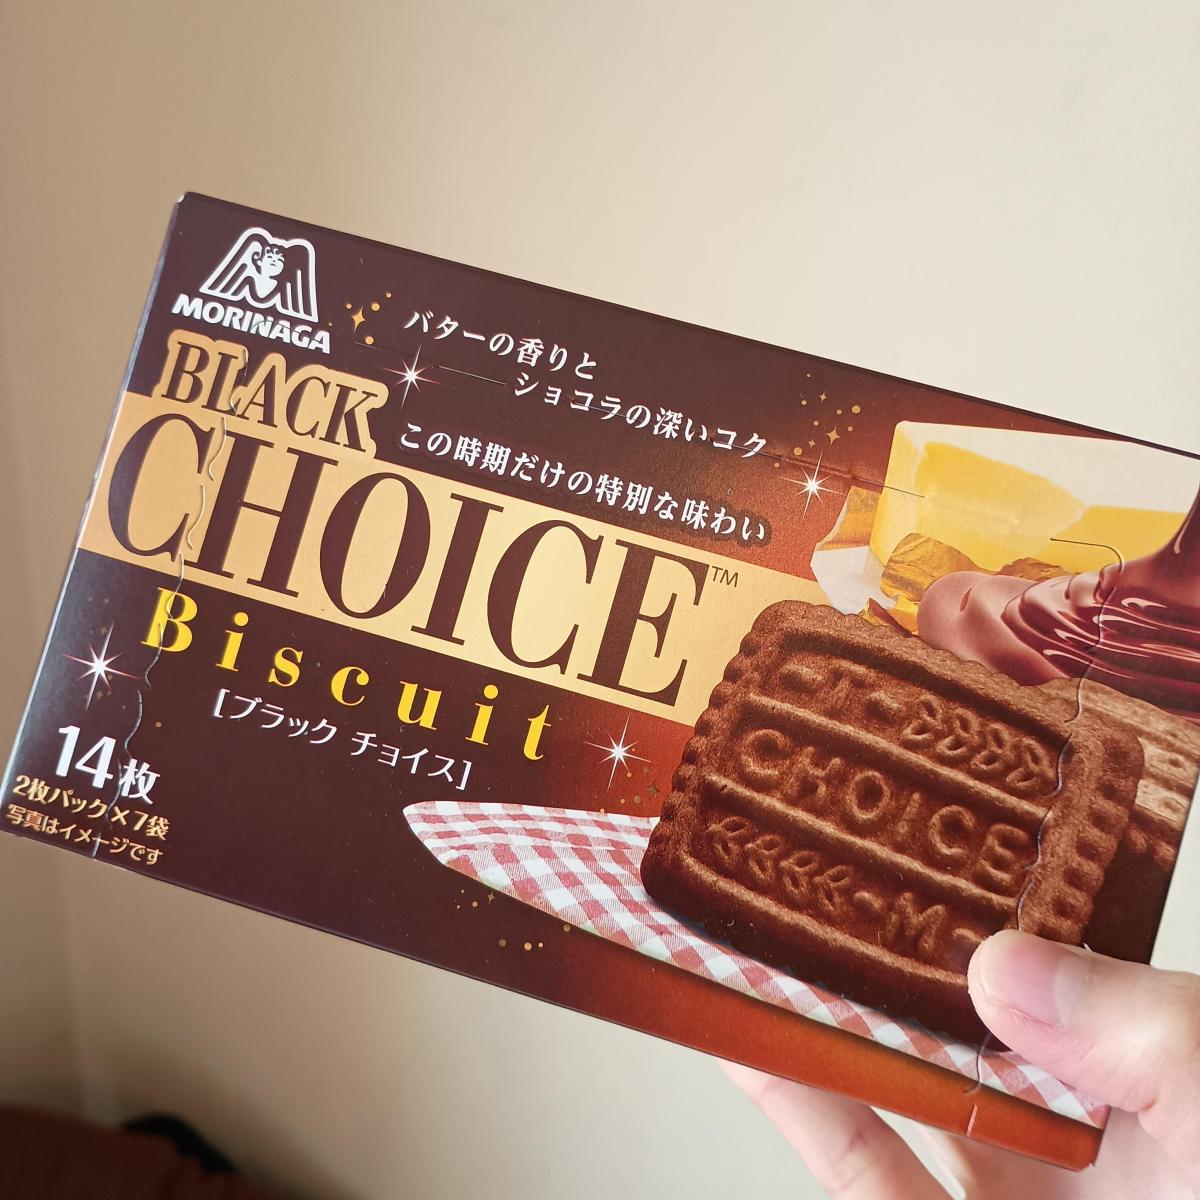 MORINAGA
バターの香りと
ショコラの深いコク
この時期だけの特別な味わい
BLACK
CHOICE™
Biscuit
[ブラック チョイス]
14枚
2枚パック×7袋
写真はイメージです
CHOICE
-M-